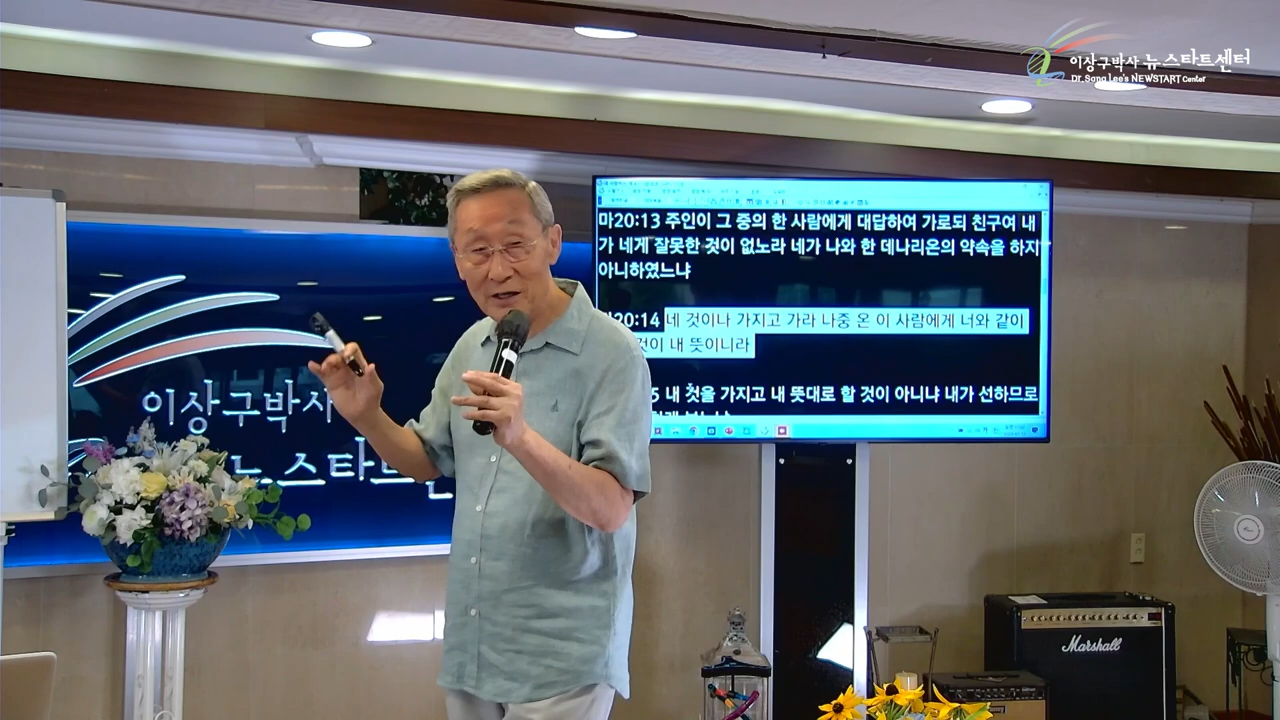 이상구박사 뉴스타트센터
Dr. Sang Lee's NEWSTART Center
마20:13 주인이 그 중의 한 사람에게 대답하여 가로되 친구여 내
가 네게 잘못한 것이 없노라 네가 나와 한 데나리온의 약속을 하지
아니하였느냐
20:14 네 것이나 가지고 가라 나중 온 이 사람에게 너와 같이
것이 내 뜻이니라
5 내 것을 가지고 내 뜻대로 할 것이 아니냐 내가 선하므로
이상구박사
뉴스타트
Marshall